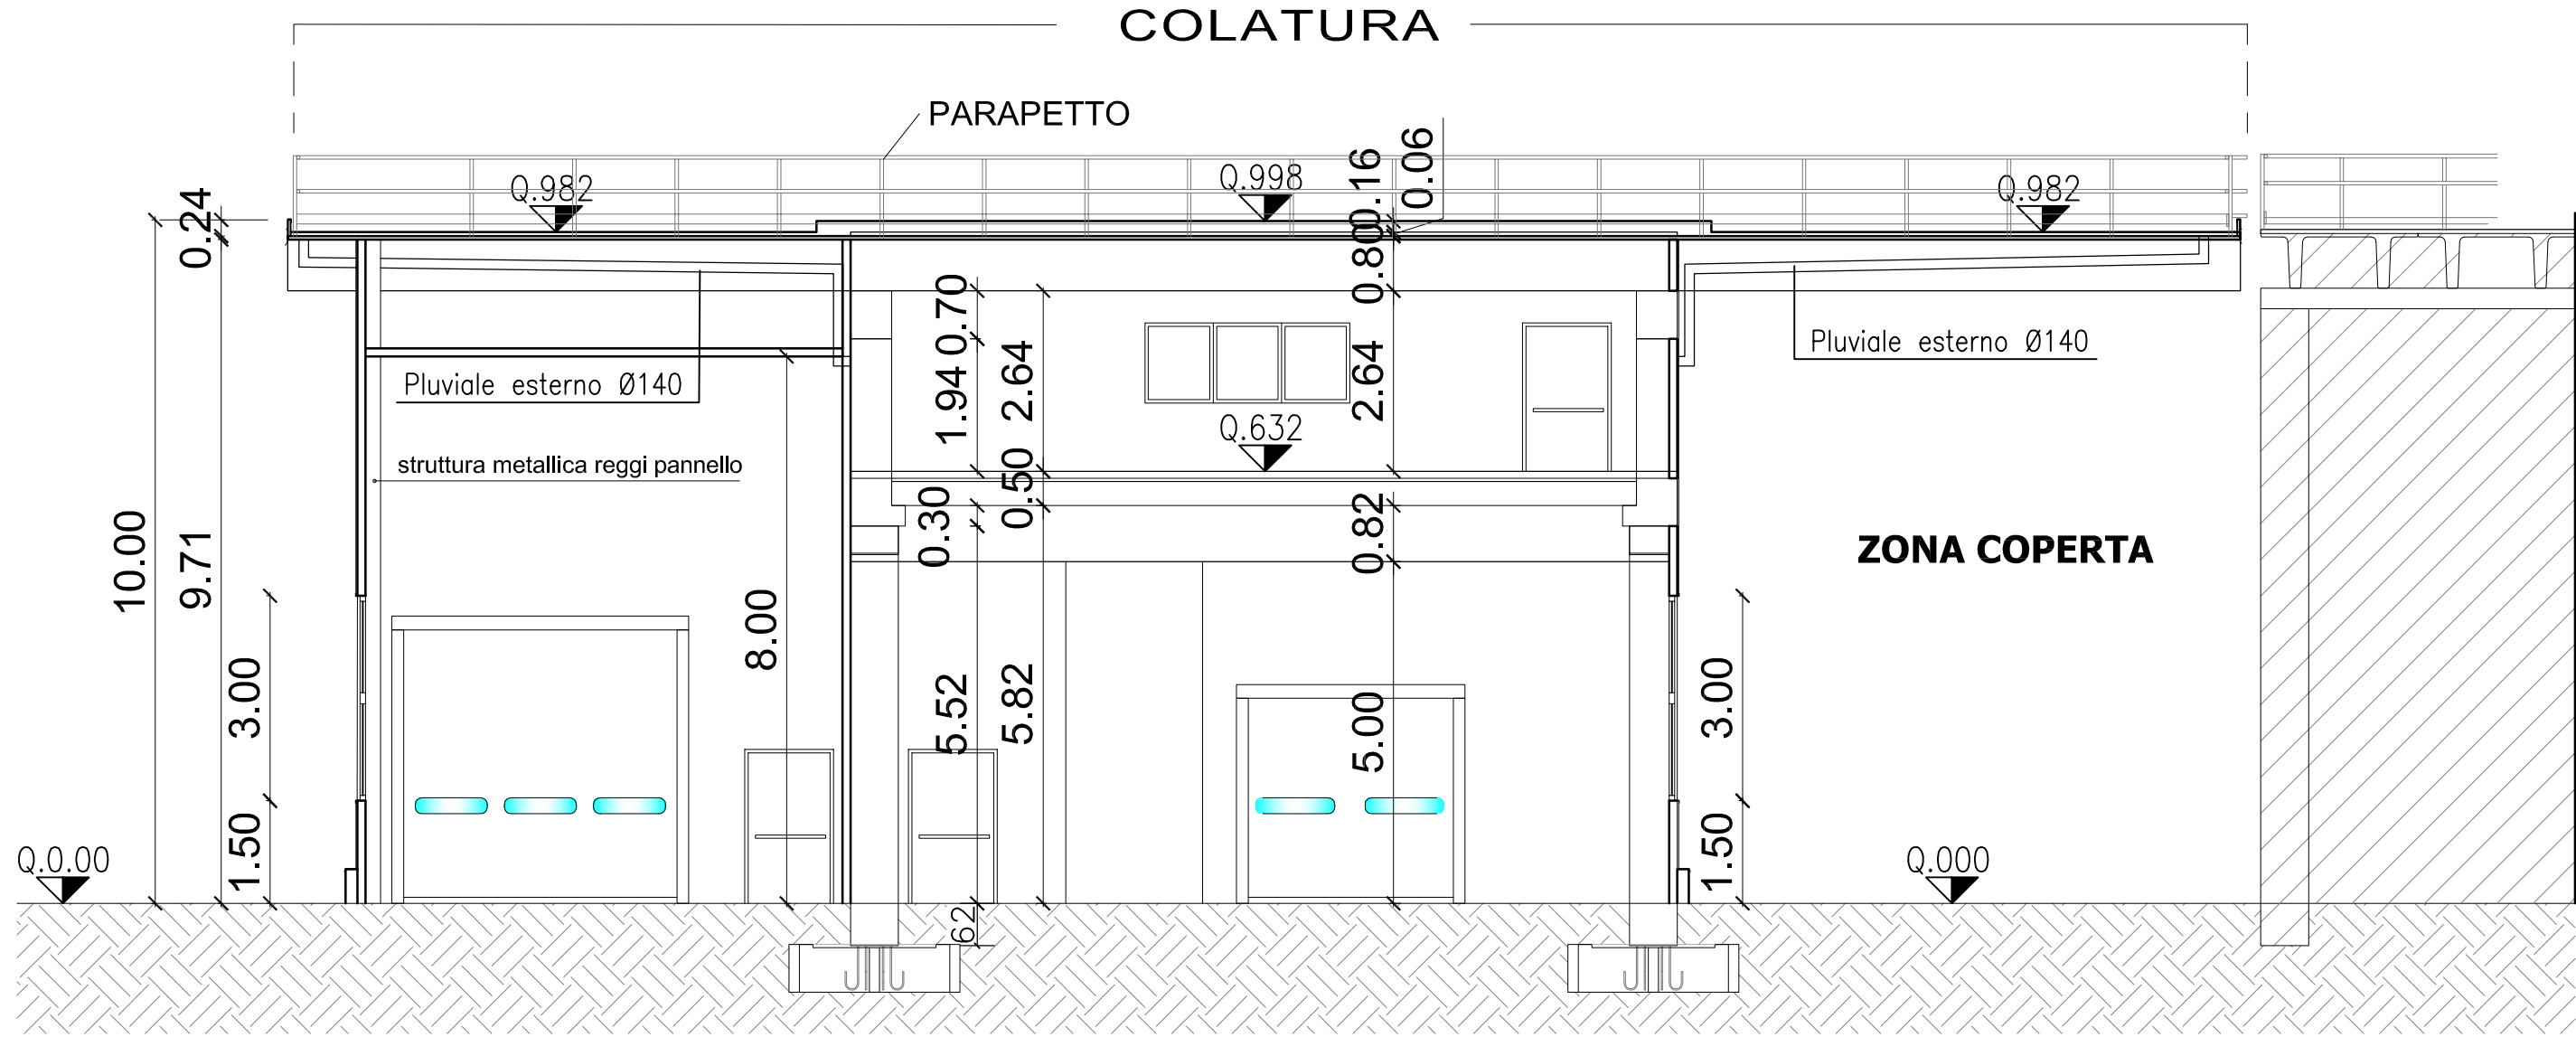 COLATURA
PARAPETTO
Q.982
Q.998
0.16
0.06
Q.982
0.24
0.80
0.70
Pluviale esterno Ø140
Pluviale esterno Ø140
1.94
2.64
2.64
Q.632
struttura metallica reggi pannello
0.50
0.30
0.82
10.00
9.71
ZONA COPERTA
8.00
3.00
5.52
5.82
5.00
3.00
1.50
1.50
Q.0.00
Q.000
62